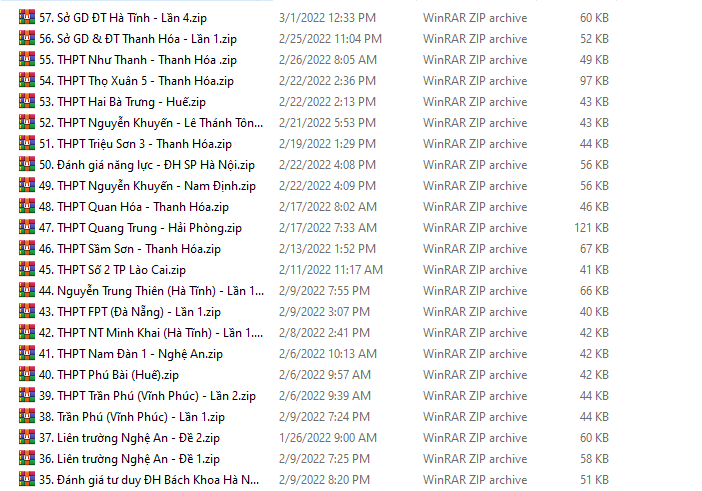 57. Sở GD ĐT Hà Tĩnh - Lần 4.zip 3/1/2022 12:33 PM WinRAR ZIP archive 60 KB
56. Sở GD & ĐT Thanh Hóa - Lần 1.zip 2/25/2022 11:04 PM WinRAR ZIP archive 52 KB
55. THPT Như Thanh - Thanh Hóa .zip 2/26/2022 8:05 AM WinRAR ZIP archive 49 KB
54. THPT Thọ Xuân 5 - Thanh Hóa.zip 2/22/2022 2:36 PM WinRAR ZIP archive 97 KB
53. THPT Hai Bà Trưng - Huế.zip 2/22/2022 2:13 PM WinRAR ZIP archive 43 KB
52. THPT Nguyễn Khuyến - Lê Thánh Tôn... 2/21/2022 5:53 PM WinRAR ZIP archive 43 KB
51. THPT Triệu Sơn 3 - Thanh Hóa.zip 2/19/2022 1:29 PM WinRAR ZIP archive 44 KB
50. Đánh giá năng lực - ĐH SP Hà Nội.zip 2/22/2022 4:08 PM WinRAR ZIP archive 56 KB
49. THPT Nguyễn Khuyến - Nam Định.zip 2/22/2022 4:09 PM WinRAR ZIP archive 56 KB
48. THPT Quan Hóa - Thanh Hóa.zip 2/17/2022 8:02 AM WinRAR ZIP archive 46 KB
47. THPT Quang Trung - Hải Phòng.zip 2/17/2022 7:33 AM WinRAR ZIP archive 121 KB
46. THPT Sầm Sơn - Thanh Hóa.zip 2/13/2022 1:52 PM WinRAR ZIP archive 67 KB
45. THPT Số 2 TP Lào Cai.zip 2/11/2022 11:17 AM WinRAR ZIP archive 41 KB
44. Nguyễn Trung Thiên (Hà Tĩnh) - Lần 1... 2/9/2022 7:55 PM WinRAR ZIP archive 66 KB
43. THPT FPT (Đà Nẵng) - Lần 1.zip 2/9/2022 3:07 PM WinRAR ZIP archive 40 KB
42. THPT NT Minh Khai (Hà Tĩnh) - Lần 1.... 2/8/2022 2:41 PM WinRAR ZIP archive 42 KB
41. THPT Nam Đàn 1 - Nghệ An.zip 2/6/2022 10:13 AM WinRAR ZIP archive 42 KB
40. THPT Phú Bài (Huế).zip 2/6/2022 9:57 AM WinRAR ZIP archive 42 KB
39. THPT Trần Phú (Vĩnh Phúc) - Lần 2.zip 2/6/2022 9:39 AM WinRAR ZIP archive 44 KB
38. Trần Phú (Vĩnh Phúc) - Lần 1.zip 2/9/2022 7:24 PM WinRAR ZIP archive 44 KB
37. Liên trường Nghệ An - Đề 2.zip 1/26/2022 9:00 AM WinRAR ZIP archive 60 KB
36. Liên trường Nghệ An - Đề 1.zip 2/9/2022 7:25 PM WinRAR ZIP archive 58 KB
35. Đánh giá tư duy ĐH Bách Khoa Hà N... 2/9/2022 8:20 PM WinRAR ZIP archive 51 KB